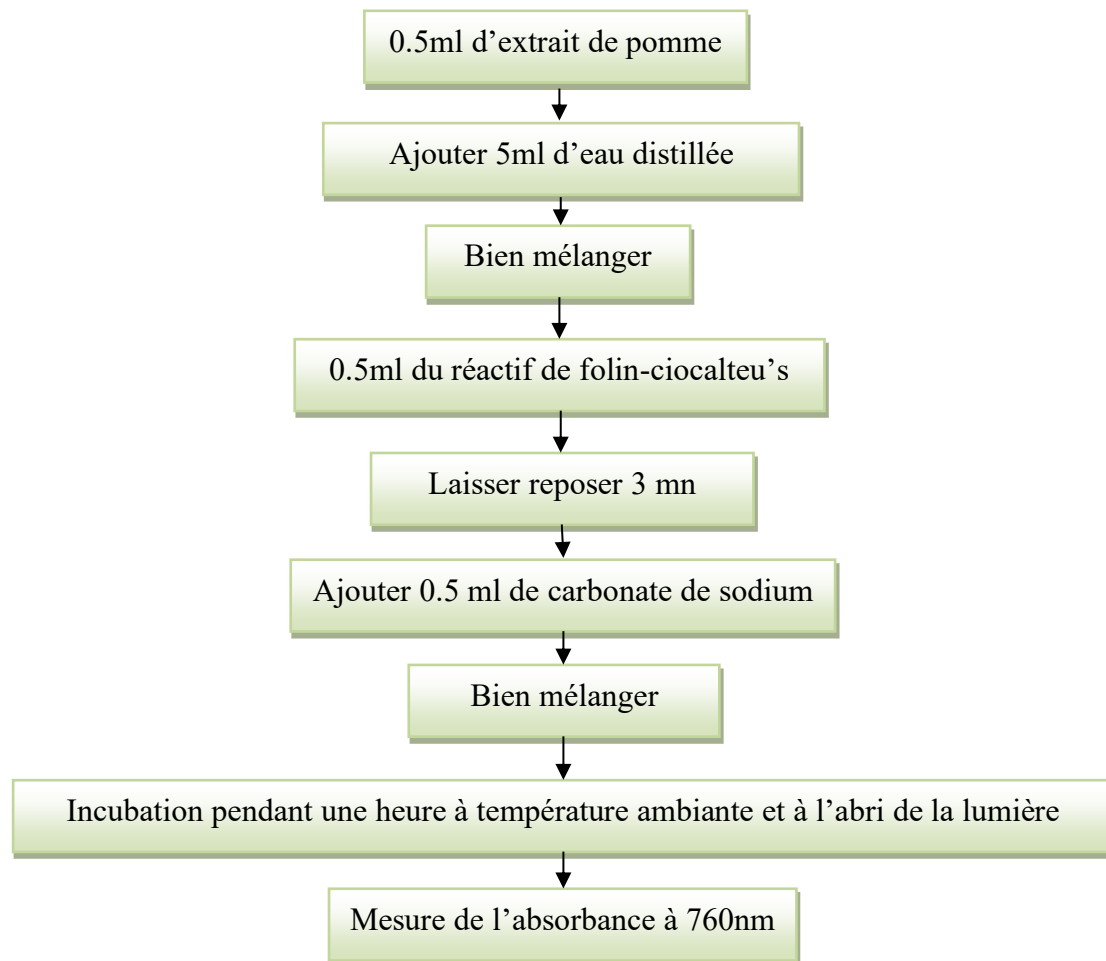 0.5ml d’extrait de pomme
Ajouter 5ml d’eau distillée
Bien mélanger
0.5ml du réactif de folin-ciocalteu’s
Laisser reposer 3 mn
Ajouter 0.5 ml de carbonate de sodium
Bien mélanger
Incubation pendant une heure à température ambiante et à l’abri de la lumière
Mesure de l’absorbance à 760nm